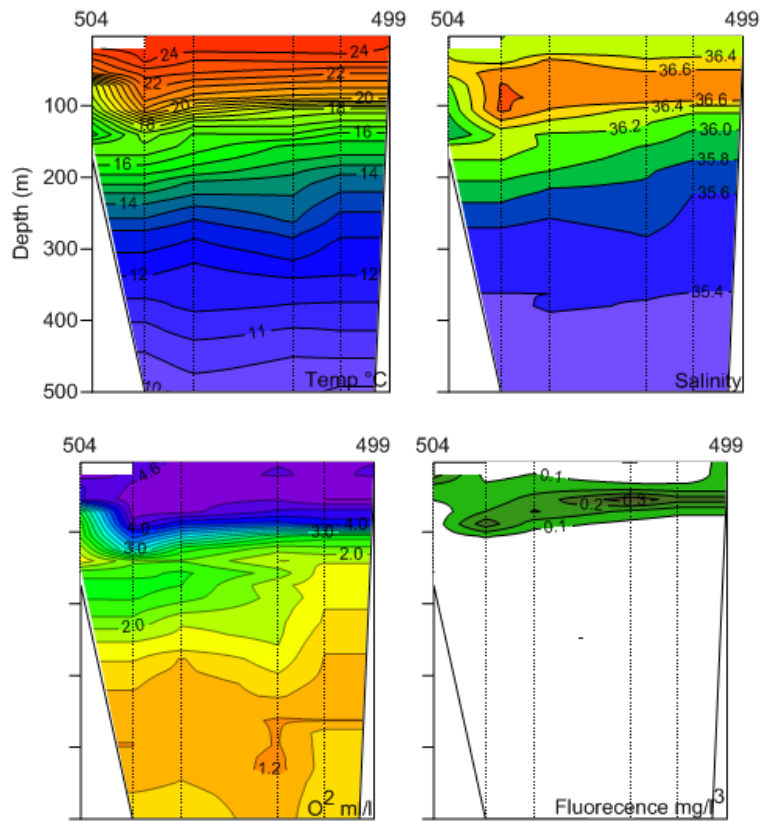 504 499 504 499
24 24 36.4
22 22 36.6
100 20 20 36.6
18 18 36.4
16 36.2 36.0
16 35.8
200 14 35.6
14
Depth (m)
300
12 12 35.4
400 11
500 10 Temp °C Salinity
504 499 504 499
4.6 0.1
0.3
4.0 4.0 0.2
3.0 3.0 0.1
2.0
2.0
1.2
O2 ml/l Fluorecence mg/l3